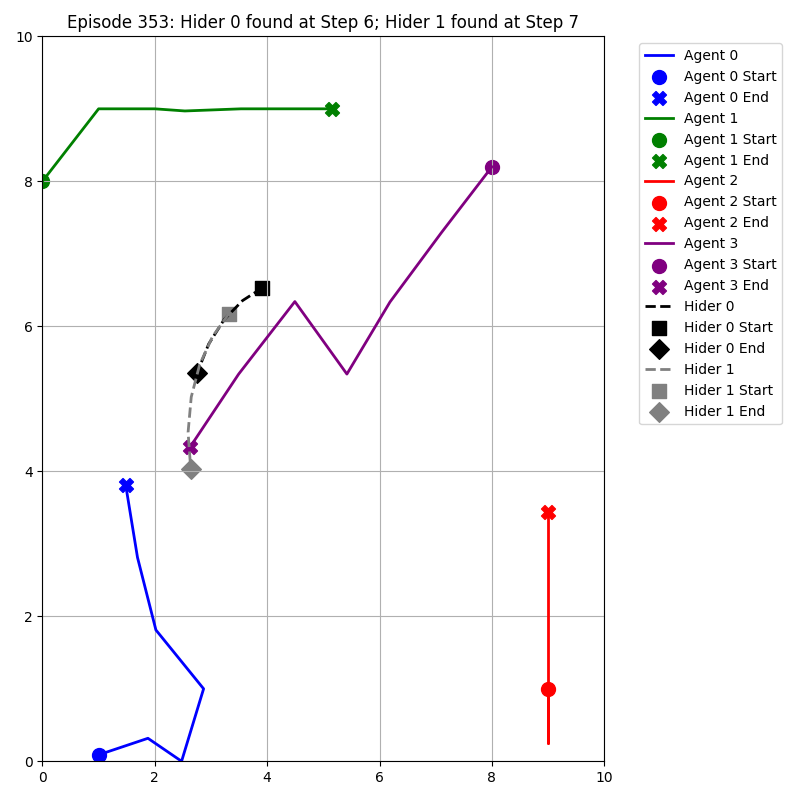 Episode 353: Hider 0 found at Step 6; Hider 1 found at Step 7
10
8
6
4
2
0
0 2 4 6 8 10
Agent 0
Agent 0 Start
Agent 0 End
Agent 1
Agent 1 Start
Agent 1 End
Agent 2
Agent 2 Start
Agent 2 End
Agent 3
Agent 3 Start
Agent 3 End
Hider 0
Hider 0 Start
Hider 0 End
Hider 1
Hider 1 Start
Hider 1 End